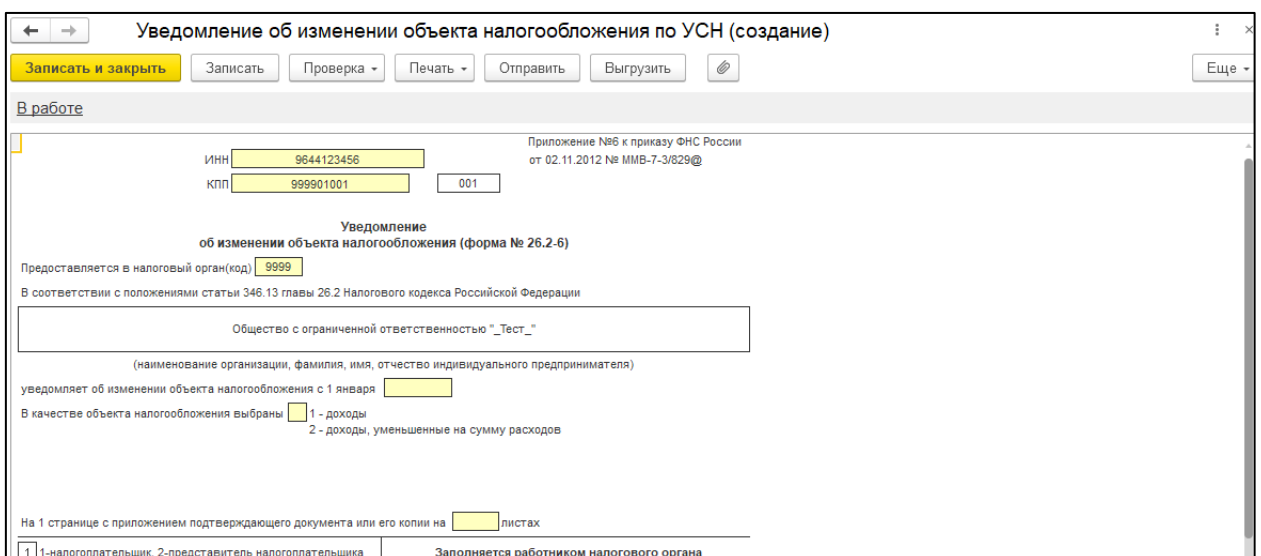 Уведомление об изменении объекта налогообложения по УСН (создание)
Записать и закрыть Записать Проверка Печать Отправить Выгрузить Еще
В работе
Приложение №6 к приказу ФНС России
ИНН 9644123456 от 02.11.2012 № ММВ-7-3/829@
КПП 999901001 001
Уведомление
об изменении объекта налогообложения (форма № 26.2-6)
Предоставляется в налоговый орган(код) 9999
В соответствии с положениями статьи 346.13 главы 26.2 Налогового кодекса Российской Федерации
Общество с ограниченной ответственностью "_Тест_"
(наименование организации, фамилия, имя, отчество индивидуального предпринимателя)
уведомляет об изменении объекта налогообложения с 1 января
В качестве объекта налогообложения выбраны 1 - доходы
2 - доходы, уменьшенные на сумму расходов
На 1 странице с приложением подтверждающего документа или его копии на листах
1 1-налогоплательщик, 2-представитель налогоплательщика Заполняется работником налогового органа